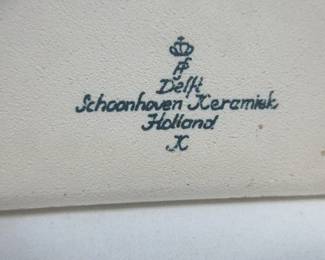 Delft
Schoonhoven Keramiek
Holland
K